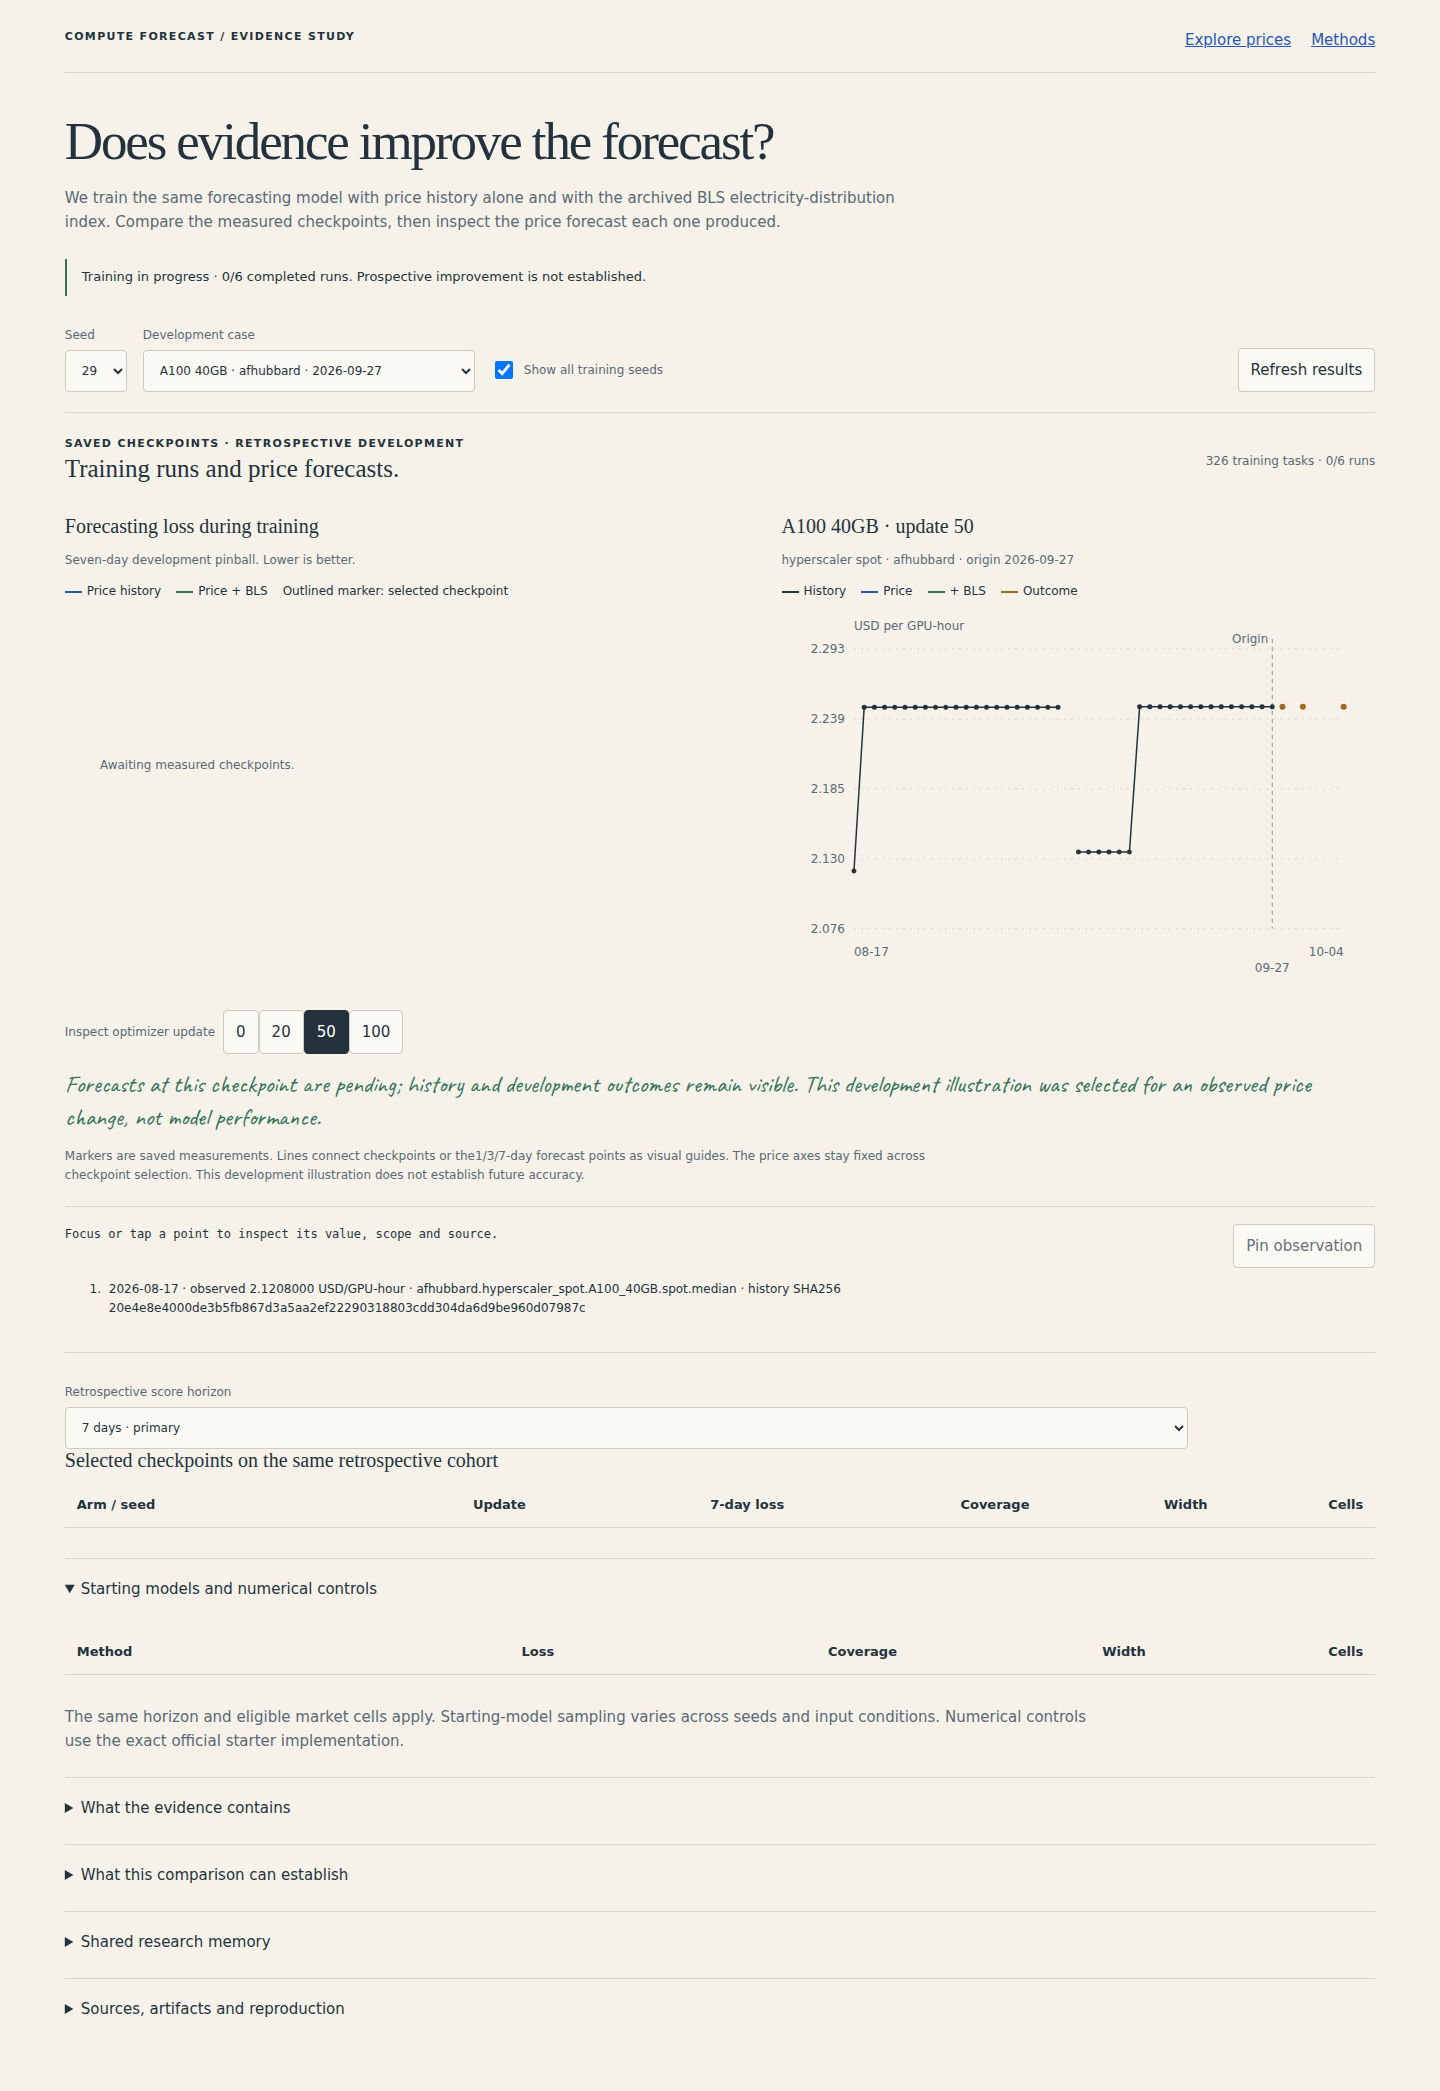 COMPUTE FORECAST / EVIDENCE STUDY
Explore prices Methods
Does evidence improve the forecast?
We train the same forecasting model with price history alone and with the archived BLS electricity-distribution
index. Compare the measured checkpoints, then inspect the price forecast each one produced.
Training in progress · 0/6 completed runs. Prospective improvement is not established.
Seed
Development case
29
A100 40GB · afhubbard · 2026-09-27
Show all training seeds
Refresh results
SAVED CHECKPOINTS · RETROSPECTIVE DEVELOPMENT
Training runs and price forecasts.
326 training tasks · 0/6 runs
Forecasting loss during training
Seven-day development pinball. Lower is better.
Price history Price + BLS Outlined marker: selected checkpoint
Awaiting measured checkpoints.
A100 40GB · update 50
hyperscaler spot · afhubbard · origin 2026-09-27
History Price + BLS Outcome
USD per GPU-hour
Origin
2.293
2.239
2.185
2.130
2.076
08-17
10-04
09-27
Inspect optimizer update 0 20 50 100
Forecasts at this checkpoint are pending; history and development outcomes remain visible. This development illustration was selected for an observed price
change, not model performance.
Markers are saved measurements. Lines connect checkpoints or the1/3/7-day forecast points as visual guides. The price axes stay fixed across
checkpoint selection. This development illustration does not establish future accuracy.
Focus or tap a point to inspect its value, scope and source.
Pin observation
1. 2026-08-17 · observed 2.1208000 USD/GPU-hour · afhubbard.hyperscaler_spot.A100_40GB.spot.median · history SHA256
20e4e8e4000de3b5fb867d3a5aa2ef22290318803cdd304da6d9be960d07987c
Retrospective score horizon
7 days · primary
Selected checkpoints on the same retrospective cohort
Arm / seed Update 7-day loss Coverage Width Cells
Starting models and numerical controls
Method Loss Coverage Width Cells
The same horizon and eligible market cells apply. Starting-model sampling varies across seeds and input conditions. Numerical controls
use the exact official starter implementation.
What the evidence contains
What this comparison can establish
Shared research memory
Sources, artifacts and reproduction